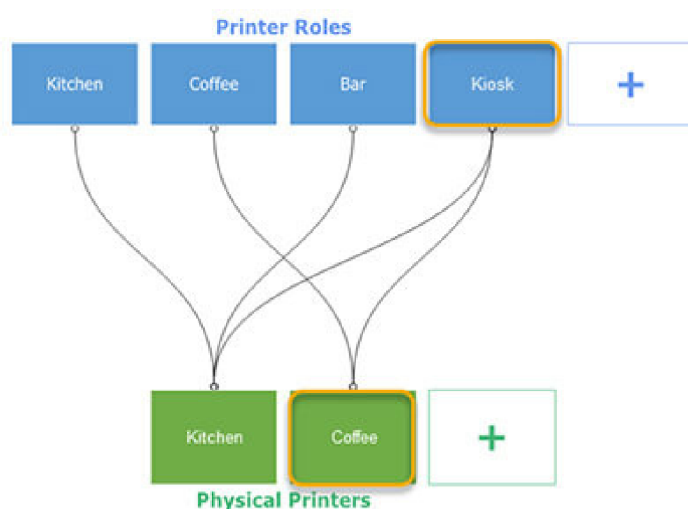 Printer Roles
Kitchen Coffee Bar Kiosk +
Kitchen Coffee +
Physical Printers